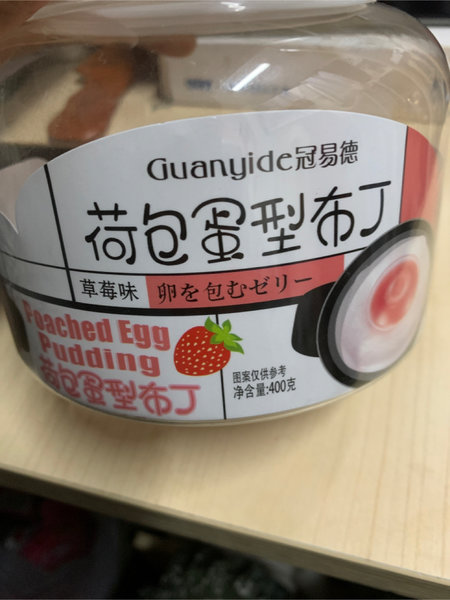 Guanyide冠易德
荷包蛋型布丁
草莓味 卵を包むゼリー
Foached Egg
Pudding
荷包蛋型布丁
图案仅供参考
净含量:400克